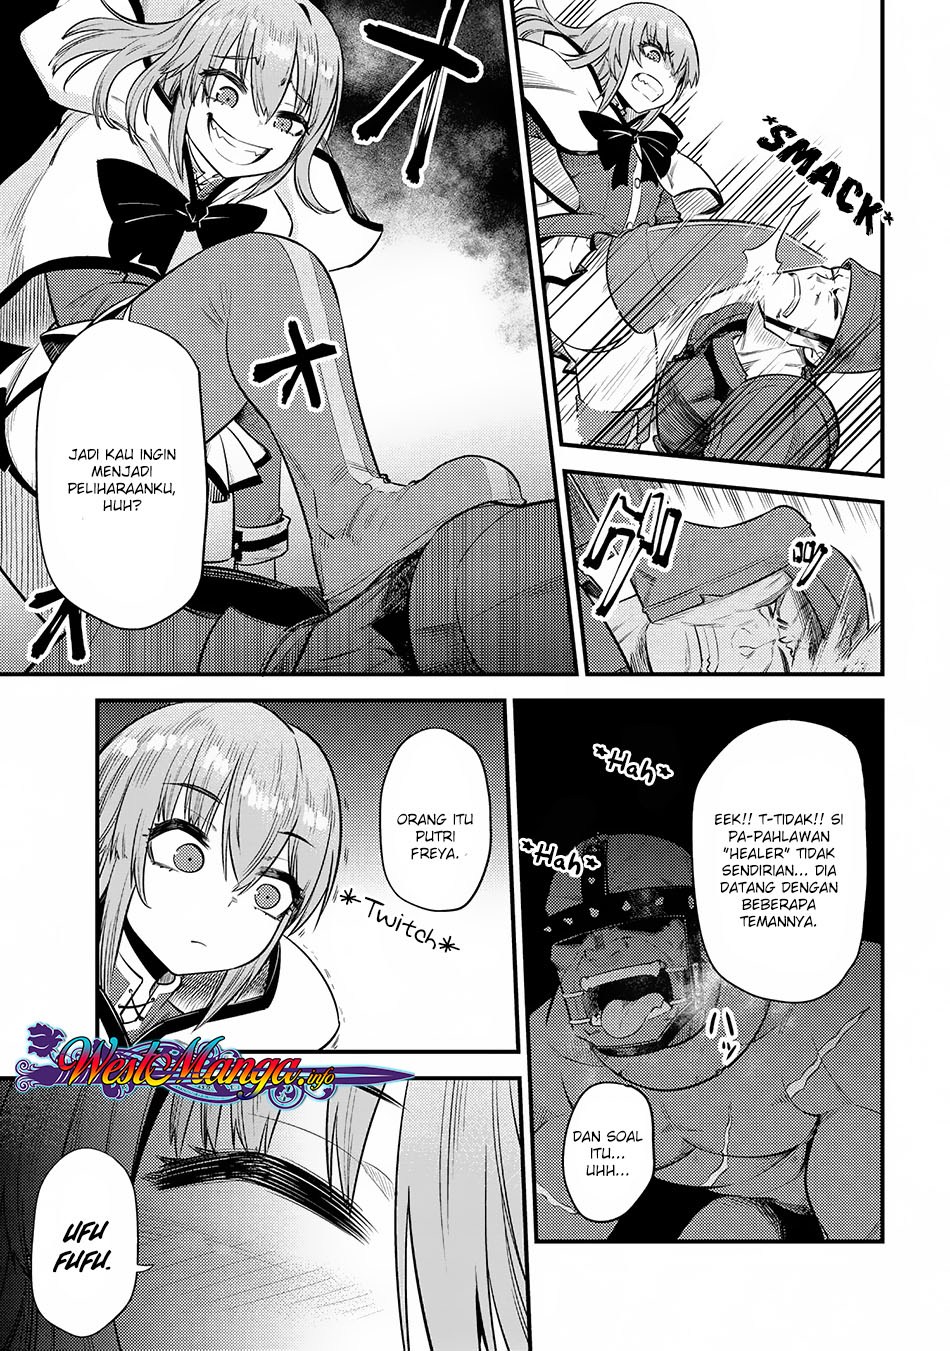 *SMACK*
JADI KAU INGIN
MENJADI
PELIHARAANKU,
HUH?
EEK!! T-TIDAK!! SI
PA-PAHLAWAN
"HEALER" TIDAK
SENDIRIAN... DIA
DATANG DENGAN
BEBERAPA
TEMANNYA.
*Hah*
*Hah*
DAN SOAL
ITU...
UHH...
ORANG ITU
PUTRI
FREYA.
*Twitch*
WestManga.info
UFU
FUFU.